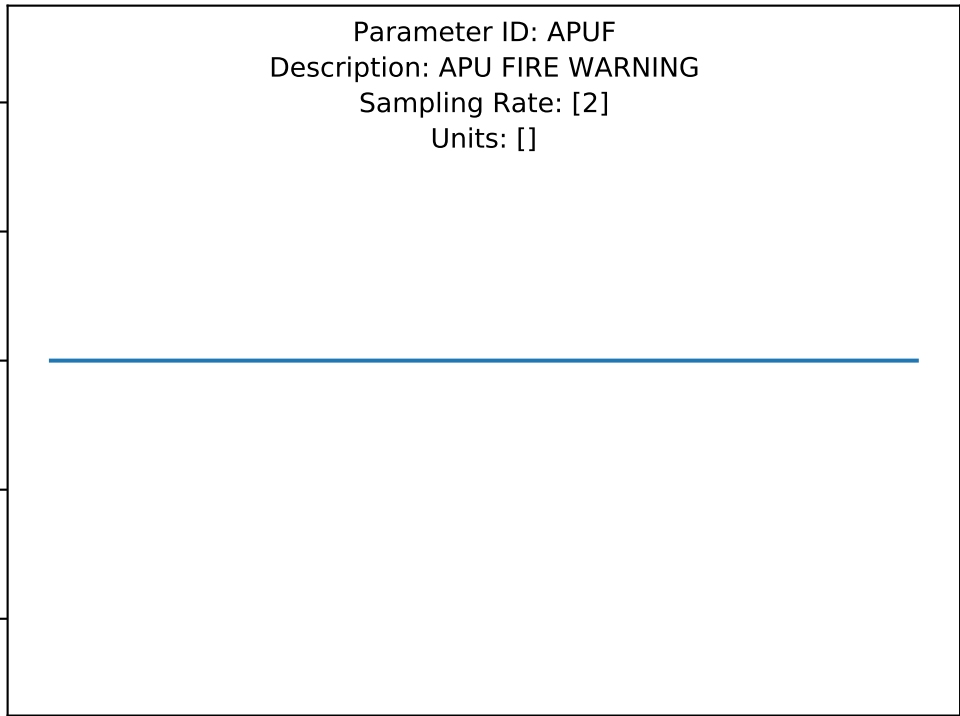 Parameter ID: APUF
Description: APU FIRE WARNING
Sampling Rate: [2]
Units: []